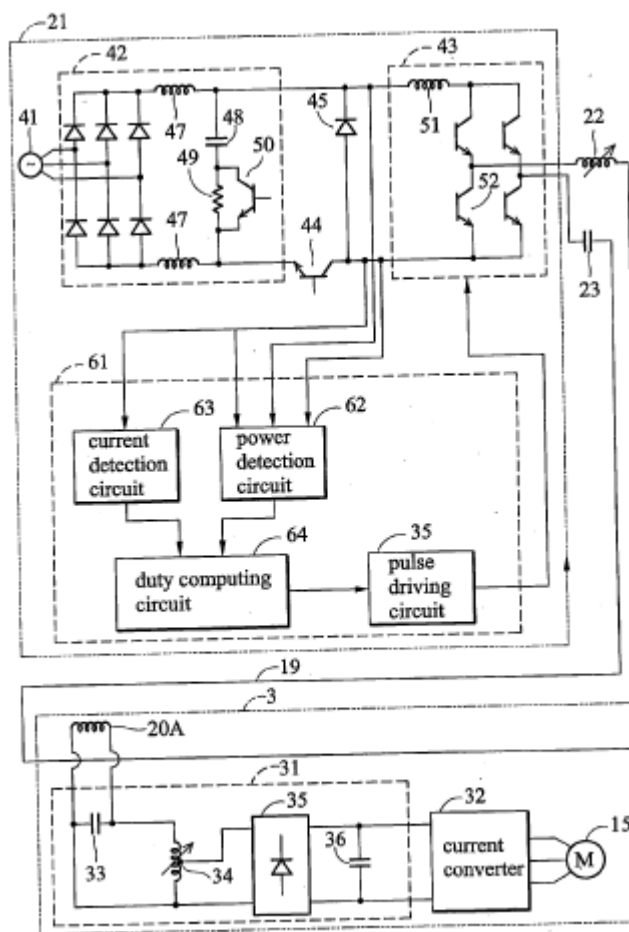 21
42
43
41
47
48
45
51
22
50
49
52
47
44
23
61
63
62
current
detection
circuit
power
detection
circuit
64
35
duty computing
circuit
pulse
driving
circuit
19
3
20A
31
35
32
15
33
34
36
current
converter
M